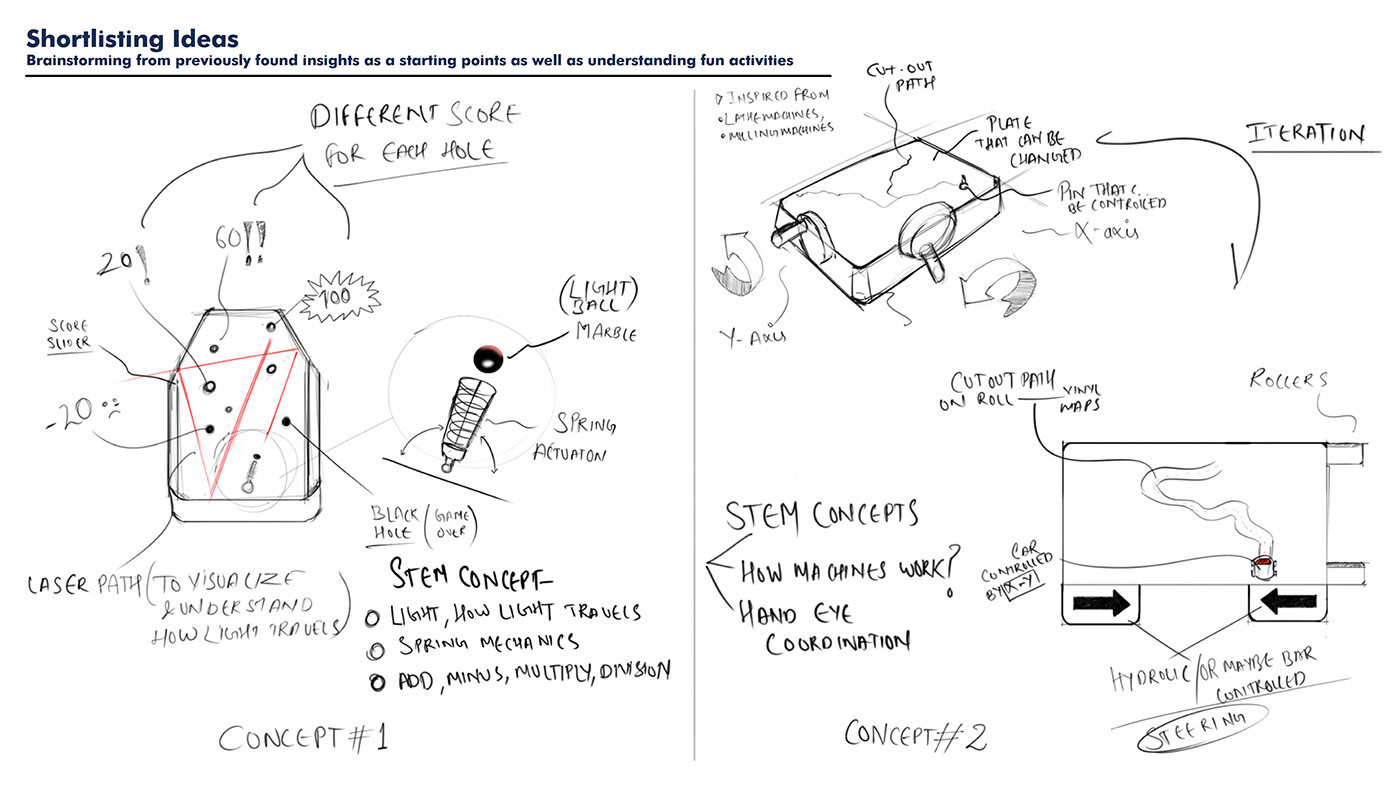 Shortlisting Ideas
Brainstorming from previously found insights as a starting points as well as understanding fun activities
DIFFERENT SCORE
FOR EACH HOLE
20!
60!!
100
SCORE
SLIDER
-20
(LIGHT)
BALL
MARBLE
SPRING
ACTUATON
BLACK
HOLE
(GAME
OVER)
LASER PATH (TO VISUALIZE
& UNDERSTAND
HOW LIGHT TRAVELS)
STEM CONCEPT
LIGHT, HOW LIGHT TRAVELS
SPRING MECHANICS
ADD, MINUS, MULTIPLY, DIVISION
CONCEPT #1
INSPIRED FROM
• LATHE MACHINES,
• MILLING MACHINES
CUT-OUT
PATH
PLATE
THAT CAN BE
CHANGED
PIN THAT C..
BE CONTROLLED
X-axis
Y-Axis
ITERATION
CUTOUT PATH
ON ROLL
VINYL
MAPS
ROLLERS
STEM CONCEPTS
HOW MACHINES WORK?
HAND EYE
COORDINATION
CAR
CONTROLLED
BY X-Y
HYDROLIC/OR MAYBE BAR
CONTROLLED
STEERING
CONCEPT #2